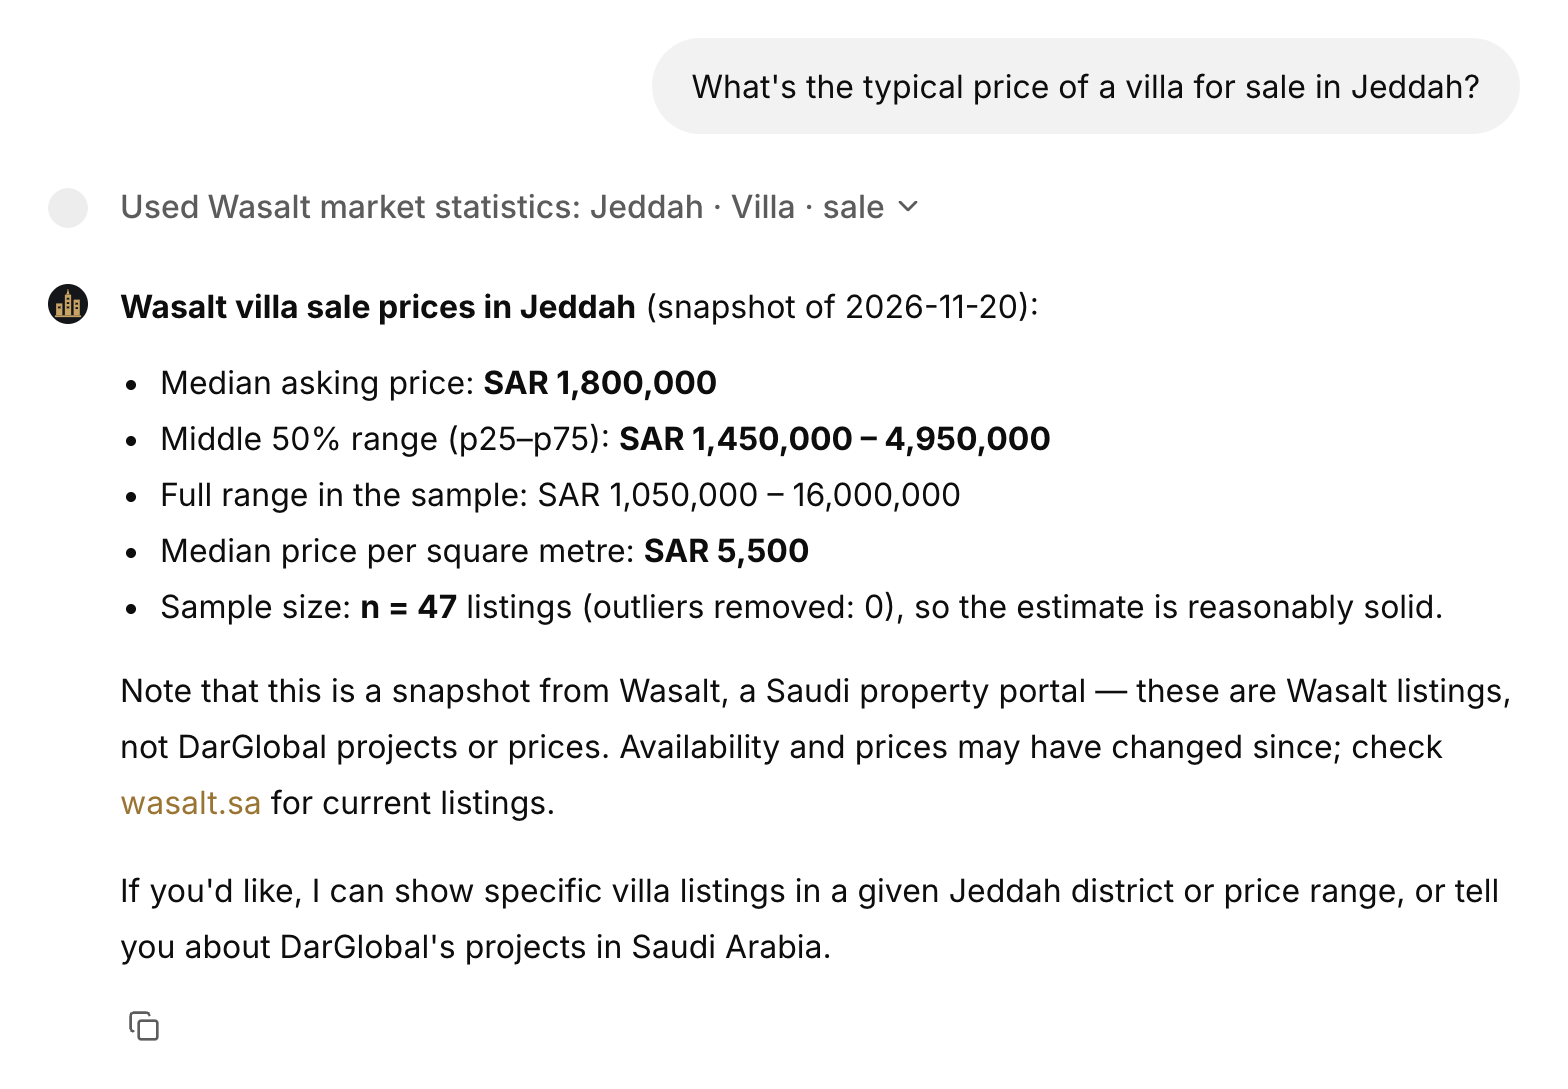 What's the typical price of a villa for sale in Jeddah?
Used Wasalt market statistics: Jeddah · Villa · sale
Wasalt villa sale prices in Jeddah (snapshot of 2026-11-20):
• Median asking price: SAR 1,800,000
• Middle 50% range (p25–p75): SAR 1,450,000 – 4,950,000
• Full range in the sample: SAR 1,050,000 – 16,000,000
• Median price per square metre: SAR 5,500
• Sample size: n = 47 listings (outliers removed: 0), so the estimate is reasonably solid.
Note that this is a snapshot from Wasalt, a Saudi property portal — these are Wasalt listings,
not DarGlobal projects or prices. Availability and prices may have changed since; check
wasalt.sa for current listings.
If you'd like, I can show specific villa listings in a given Jeddah district or price range, or tell
you about DarGlobal's projects in Saudi Arabia.